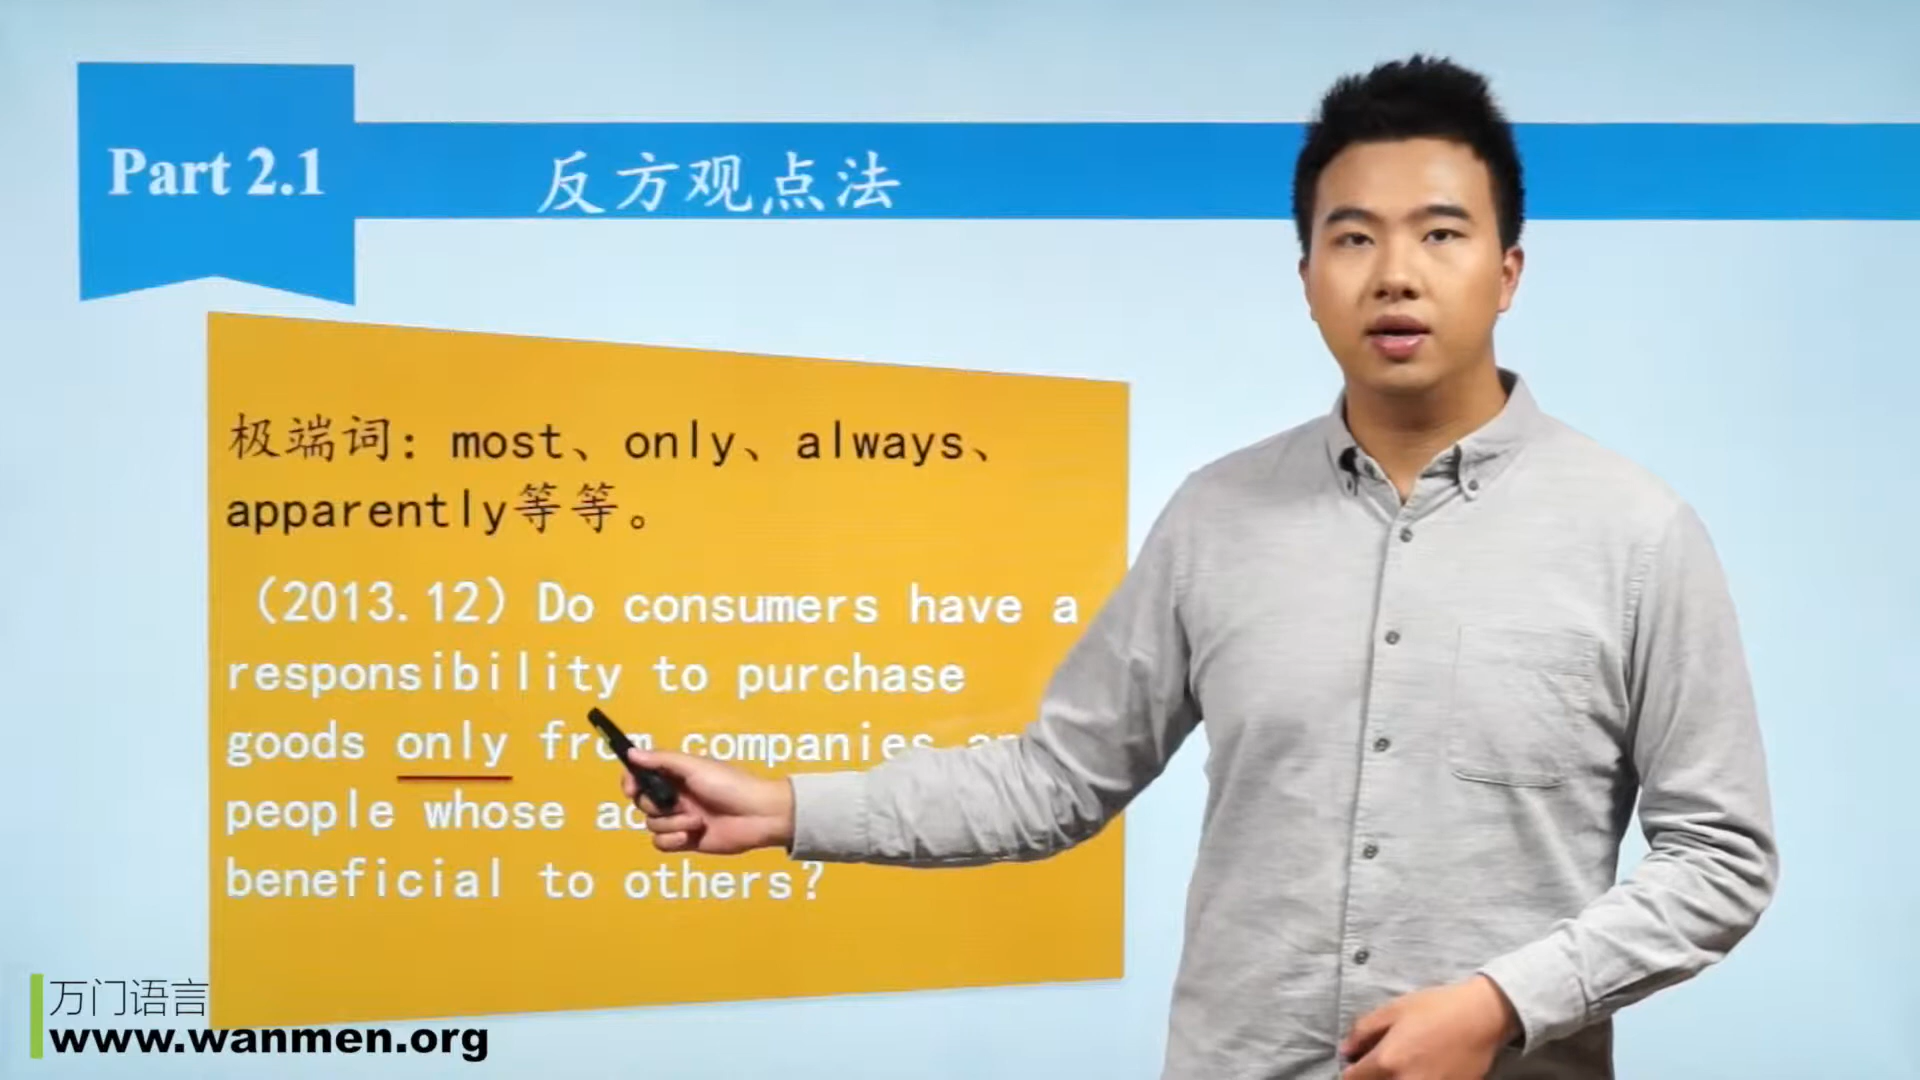 Part 2.1
反方观点法
极端词：most、only、always、
apparently等等。
（2013.12）Do consumers have a
responsibility to purchase
goods only from companies
people whose
beneficial to others?
万门语言
www.wanmen.org